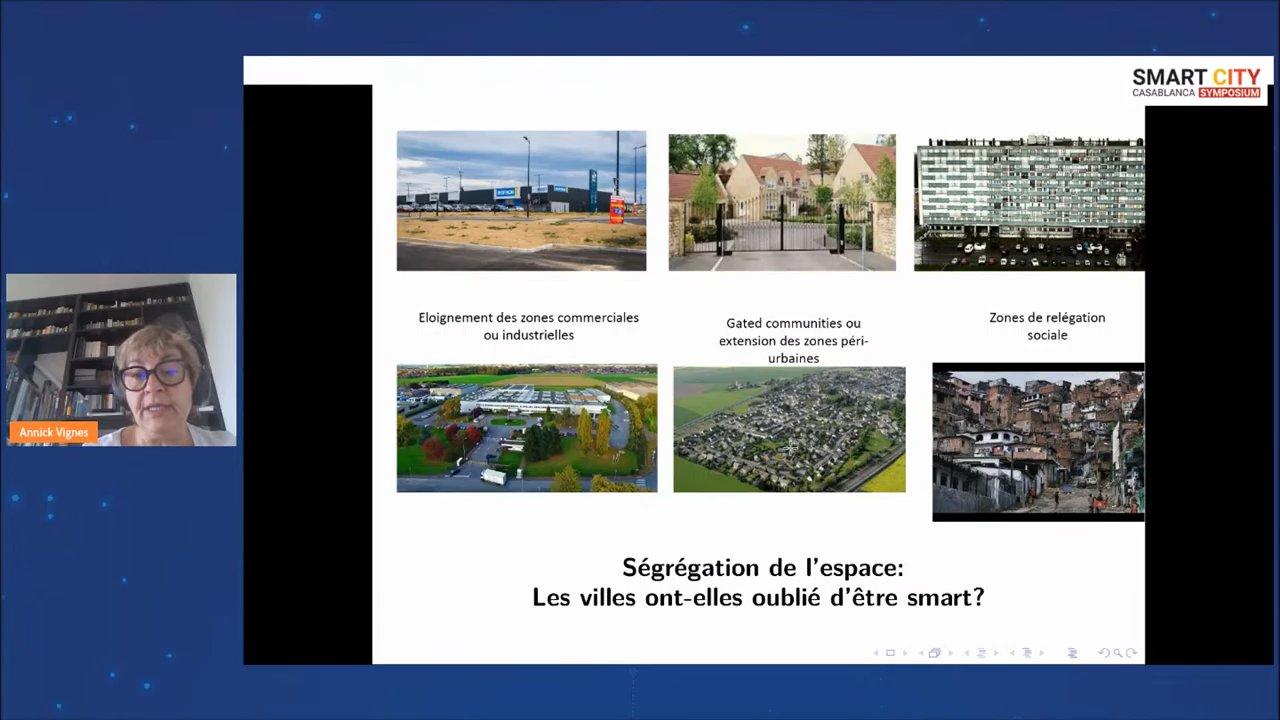 SMART CITY
CASABLANCA SYMPOSIUM
Eloignement des zones commerciales
ou industrielles
Gated communities ou
extension des zones péri-
urbaines
Zones de relégation
sociale
Annick Vignes
Ségrégation de l'espace:
Les villes ont-elles oublié d'être smart?